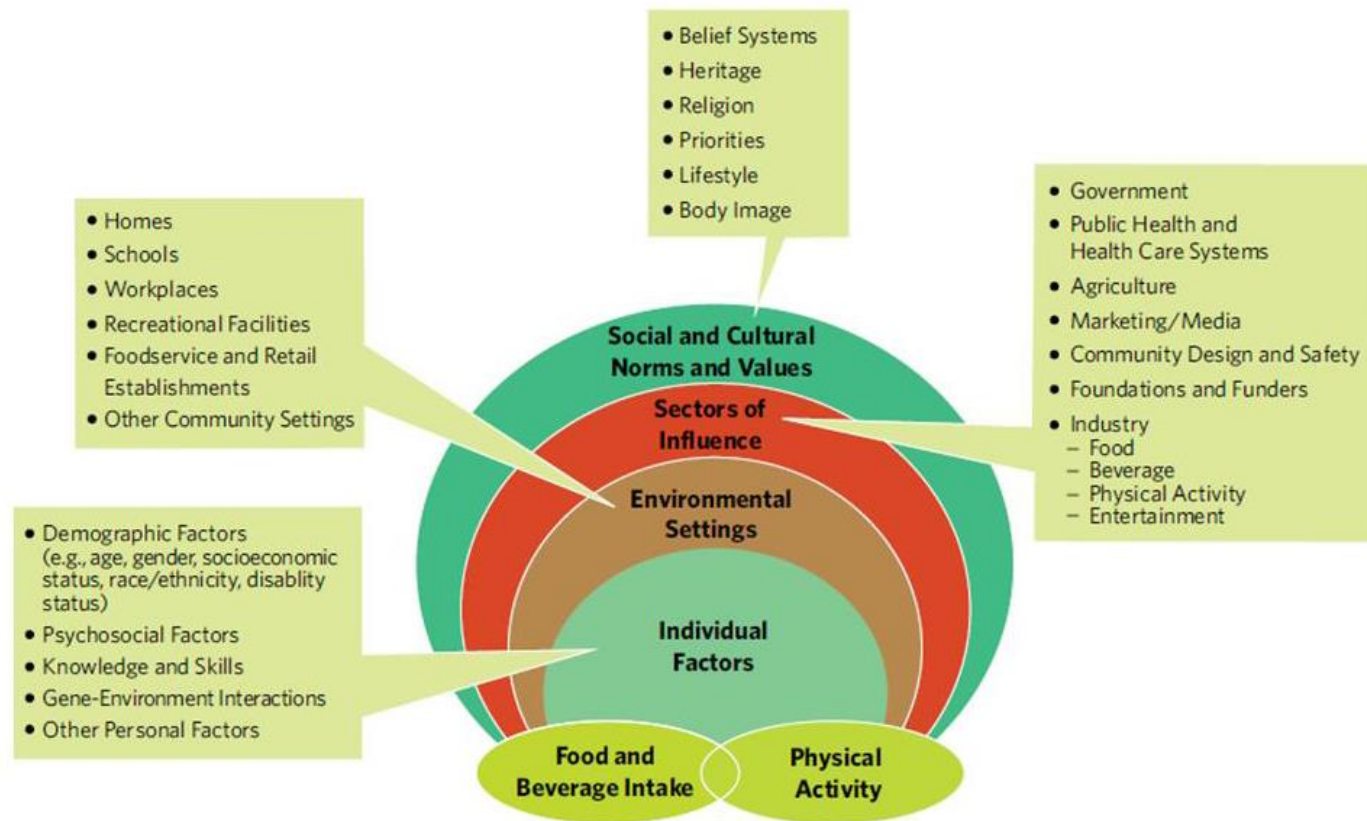 • Belief Systems
• Heritage
• Religion
• Priorities
• Lifestyle
• Body Image
• Homes
• Schools
• Workplaces
• Recreational Facilities
• Foodservice and Retail
Establishments
• Other Community Settings
• Government
• Public Health and
Health Care Systems
• Agriculture
• Marketing/Media
• Community Design and Safety
• Foundations and Funders
• Industry
– Food
– Beverage
– Physical Activity
– Entertainment
• Demographic Factors
(e.g., age, gender, socioeconomic
status, race/ethnicity, disablity
status)
• Psychosocial Factors
• Knowledge and Skills
• Gene-Environment Interactions
• Other Personal Factors
Social and Cultural
Norms and Values
Sectors of
Influence
Environmental
Settings
Individual
Factors
Food and
Beverage Intake
Physical
Activity